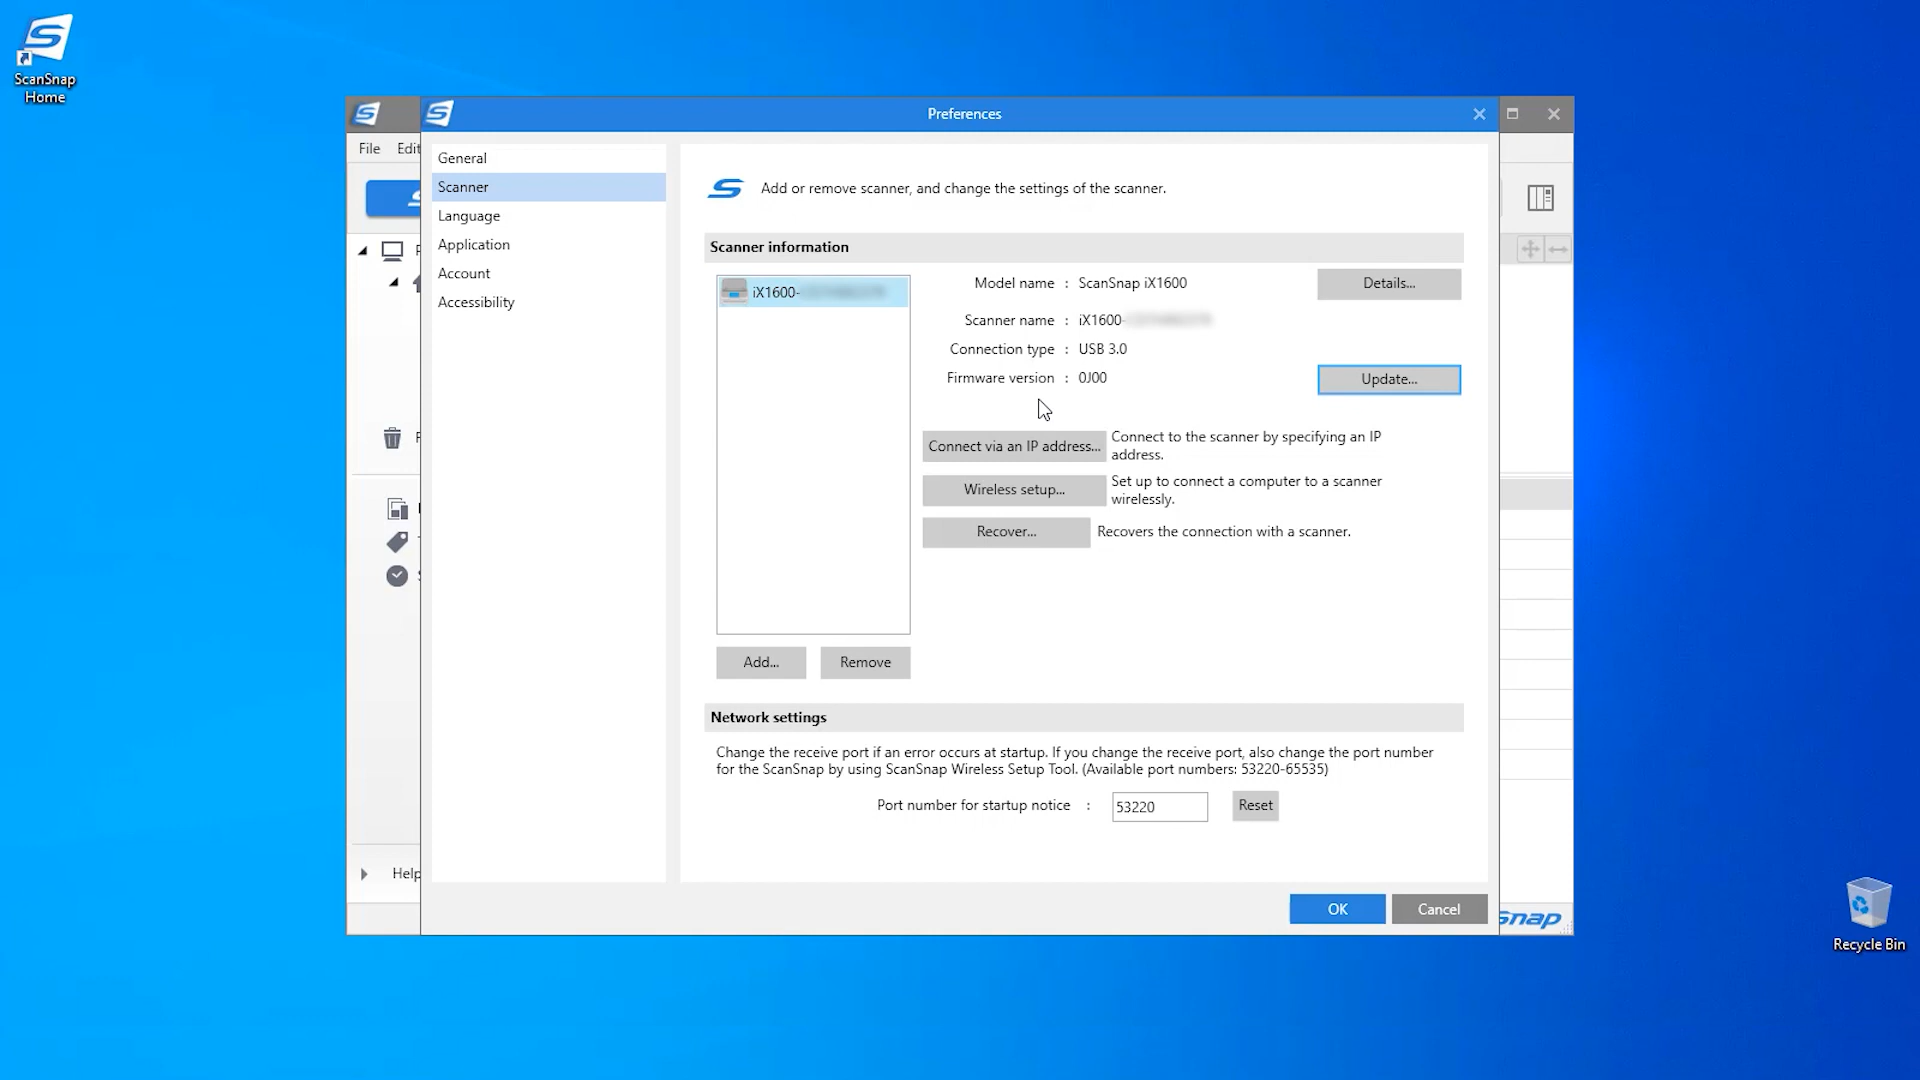 ScanSnap
Home
Preferences
File
Edit
General
Scanner
Language
Application
Account
Accessibility
Add or remove scanner, and change the settings of the scanner.
Scanner information
iX1600-
Model name : ScanSnap iX1600
Details...
Scanner name : iX1600-
Connection type : USB 3.0
Firmware version : 0J00
Update...
Connect via an IP address...
Connect to the scanner by specifying an IP
address.
Wireless setup...
Set up to connect a computer to a scanner
wirelessly.
Recover...
Recovers the connection with a scanner.
Add...
Remove
Network settings
Change the receive port if an error occurs at startup. If you change the receive port, also change the port number
for the ScanSnap by using ScanSnap Wireless Setup Tool. (Available port numbers: 53220-65535)
Port number for startup notice : 53220
Reset
Help
OK
Cancel
Snap
Recycle Bin